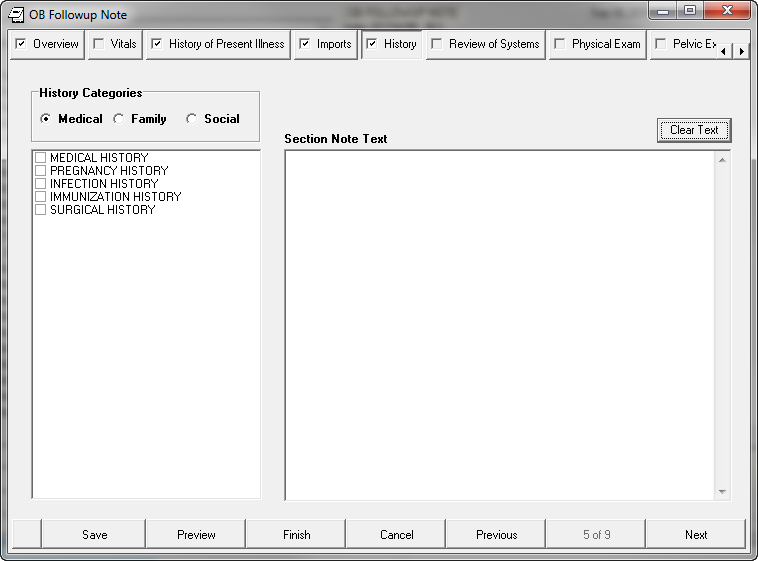 OB Followup Note
Overview Vitals History of Present Illness Imports History Review of Systems Physical Exam Pelvic Ex
History Categories
Medical Family Social
Clear Text
Section Note Text
MEDICAL HISTORY
PREGNANCY HISTORY
INFECTION HISTORY
IMMUNIZATION HISTORY
SURGICAL HISTORY
Save Preview Finish Cancel Previous 5 of 9 Next